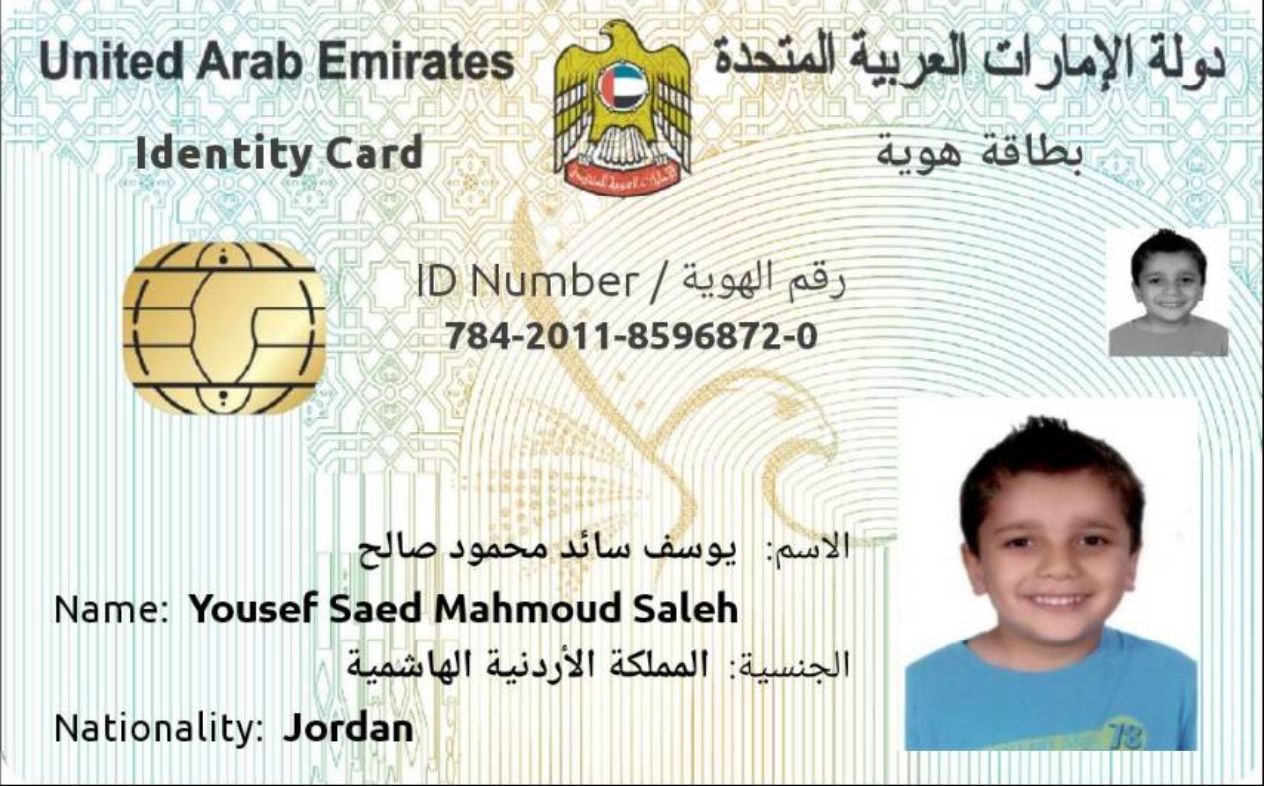 United Arab Emirates
دولة الإمارات العربية المتحدة
Identity Card
بطاقة هوية
ID Number / رقم الهوية
784-2011-8596872-0
الاسم: يوسف سائد محمود صالح
Name: Yousef Saed Mahmoud Saleh
الجنسية: المملكة الأردنية الهاشمية
Nationality: Jordan
78